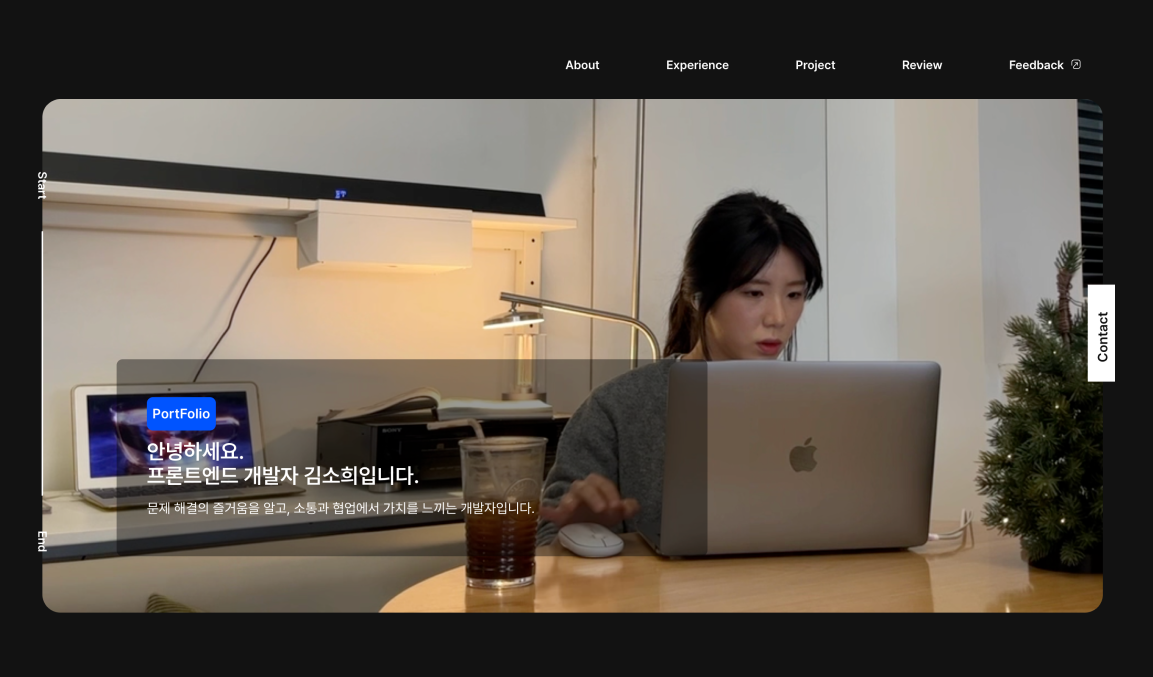 About
Experience
Project
Review
Feedback
Start
Contact
SONY
PortFolio
안녕하세요.
프론트엔드 개발자 김소희입니다.
문제 해결의 즐거움을 알고, 소통과 협업에서 가치를 느끼는 개발자입니다.
End